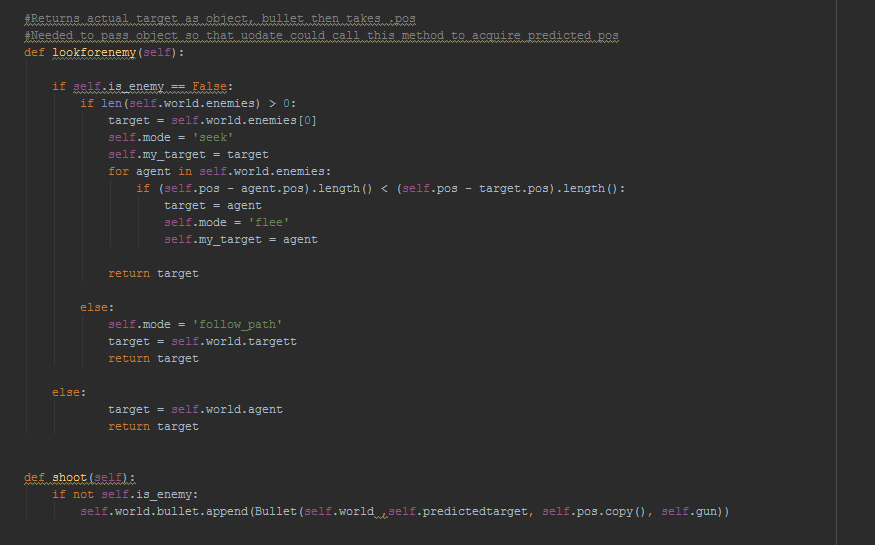 #Returns actual target as object, bullet then takes .pos
#Needed to pass object so that uodate could call this method to acquire predicted pos
def lookforenemy(self):
if self.is_enemy == False:
if len(self.world.enemies) > 0:
target = self.world.enemies[0]
self.mode = 'seek'
self.my_target = target
for agent in self.world.enemies:
if (self.pos - agent.pos).length() < (self.pos - target.pos).length():
target = agent
self.mode = 'flee'
self.my_target = agent
return target
else:
self.mode = 'follow_path'
target = self.world.targett
return target
else:
target = self.world.agent
return target
def shoot(self):
if not self.is_enemy:
self.world.bullet.append(Bullet(self.world ,self.predictedtarget, self.pos.copy(), self.gun))